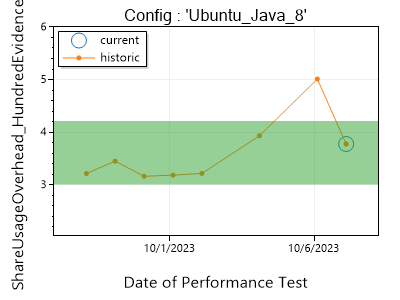 Config : 'Ubuntu_Java_8'
ShareUsageOverhead_HundredEvidence
6
5
4
3
current
historic
10/1/2023
10/6/2023
Date of Performance Test